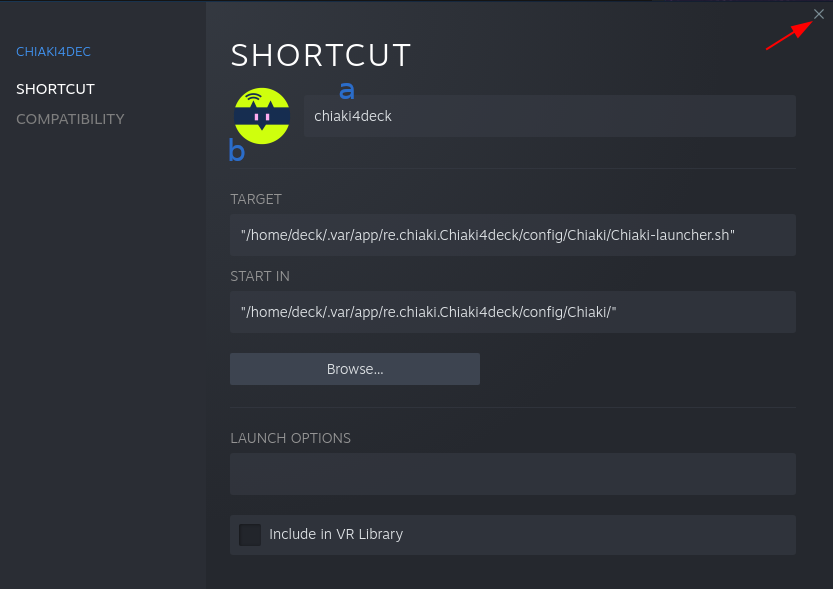 CHIAKI4DEC
SHORTCUT
COMPATIBILITY
SHORTCUT
a
chiaki4deck
b
TARGET
"/home/deck/.var/app/re.chiaki.Chiaki4deck/config/Chiaki/Chiaki-launcher.sh"
START IN
"/home/deck/.var/app/re.chiaki.Chiaki4deck/config/Chiaki/"
Browse...
LAUNCH OPTIONS
Include in VR Library